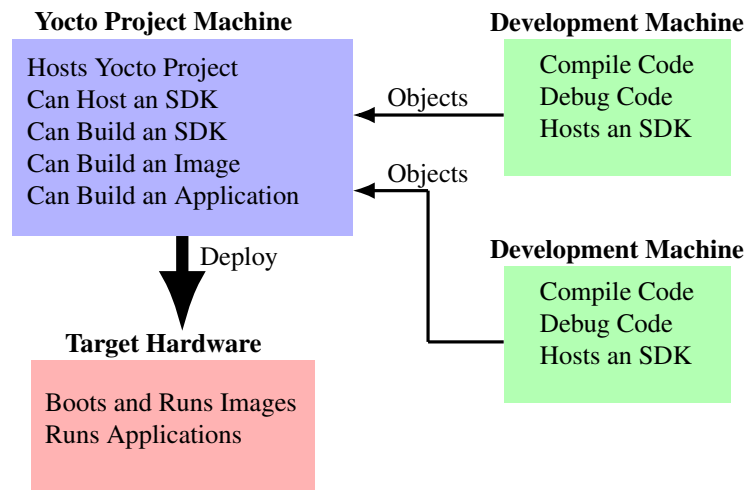 Yocto Project Machine
Hosts Yocto Project
Can Host an SDK
Can Build an SDK
Can Build an Image
Can Build an Application
Objects
Objects
Development Machine
Compile Code
Debug Code
Hosts an SDK
Development Machine
Compile Code
Debug Code
Hosts an SDK
Deploy
Target Hardware
Boots and Runs Images
Runs Applications